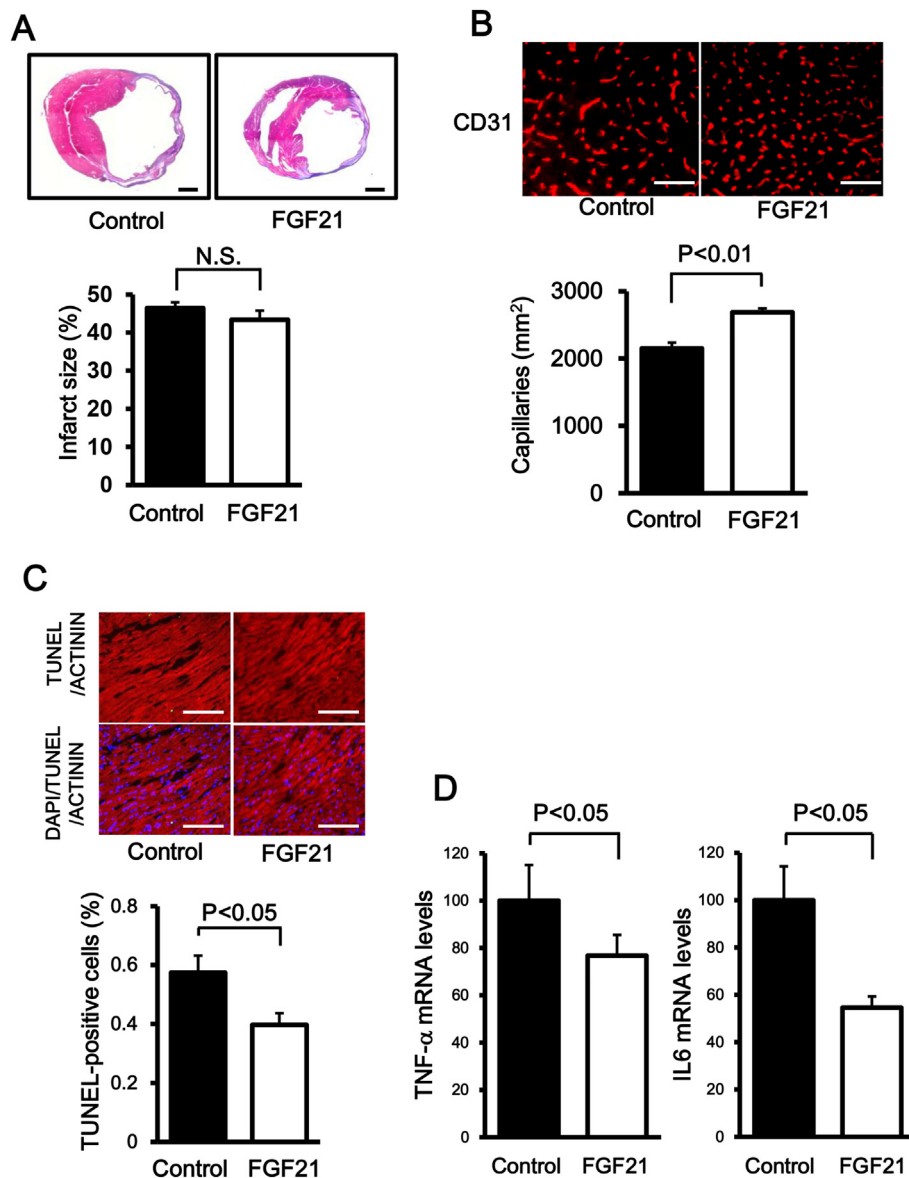 A
Control
FGF21
N.S.
Infarct size (%)
50
40
30
20
10
0
Control
FGF21
B
CD31
Control
FGF21
P<0.01
Capillaries (mm2)
3000
2000
1000
0
Control
FGF21
C
TUNEL
/ACTININ
DAPI/TUNEL
/ACTININ
Control
FGF21
P<0.05
TUNEL-positive cells (%)
0.8
0.6
0.4
0.2
0
Control
FGF21
D
P<0.05
TNF-α mRNA levels
120
100
80
60
40
20
0
Control
FGF21
P<0.05
IL6 mRNA levels
120
100
80
60
40
20
0
Control
FGF21